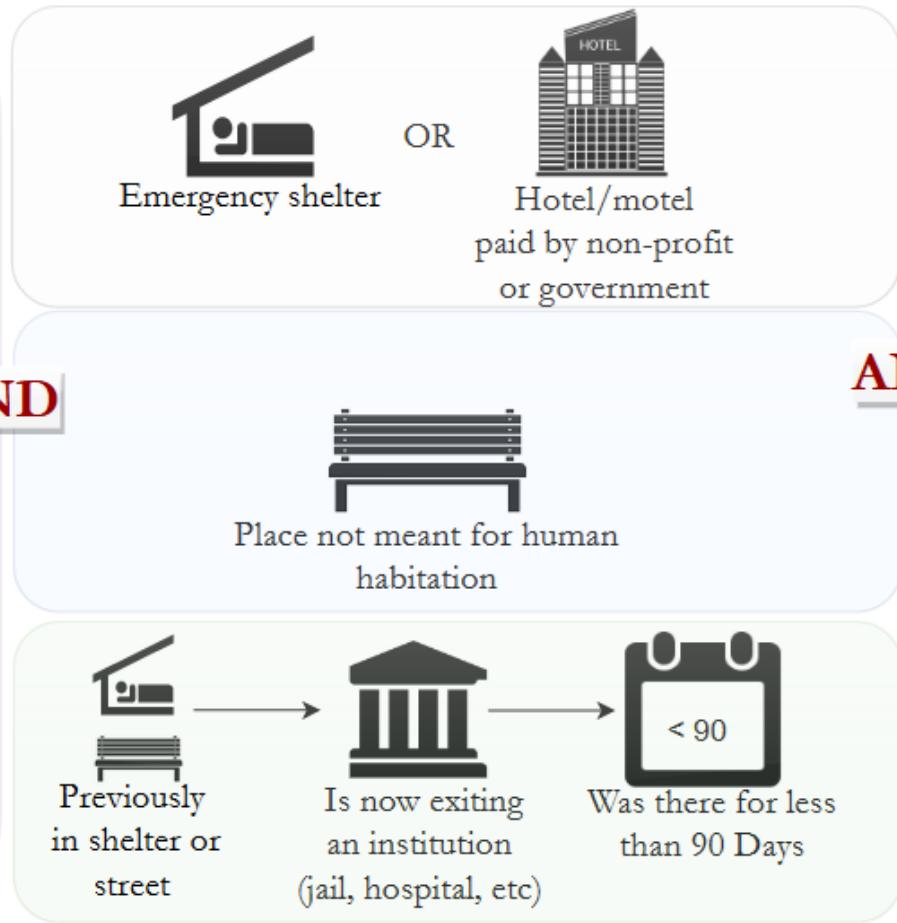 HOTEL
OR
Emergency shelter
Hotel/motel
paid by non-profit
or government
ND
Place not meant for human
habitation
< 90
Previously
in shelter or
street
Is now exiting
an institution
(jail, hospital, etc)
Was there for less
than 90 Days